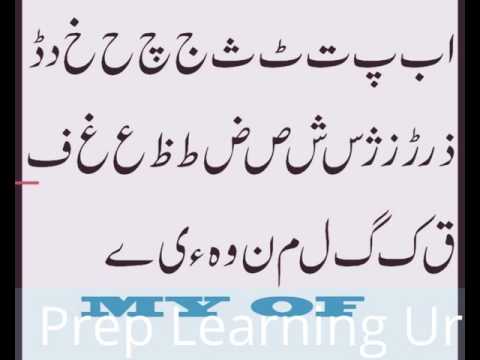 ا ب پ ت ٹ ث ج چ ح خ د ڈ
ذ ر ڑ ز ژ س ش ص ض ط ظ ع غ ف
ق ک گ ل م ن و ہ ء ی ے
MY OF
Prep Learning Ur